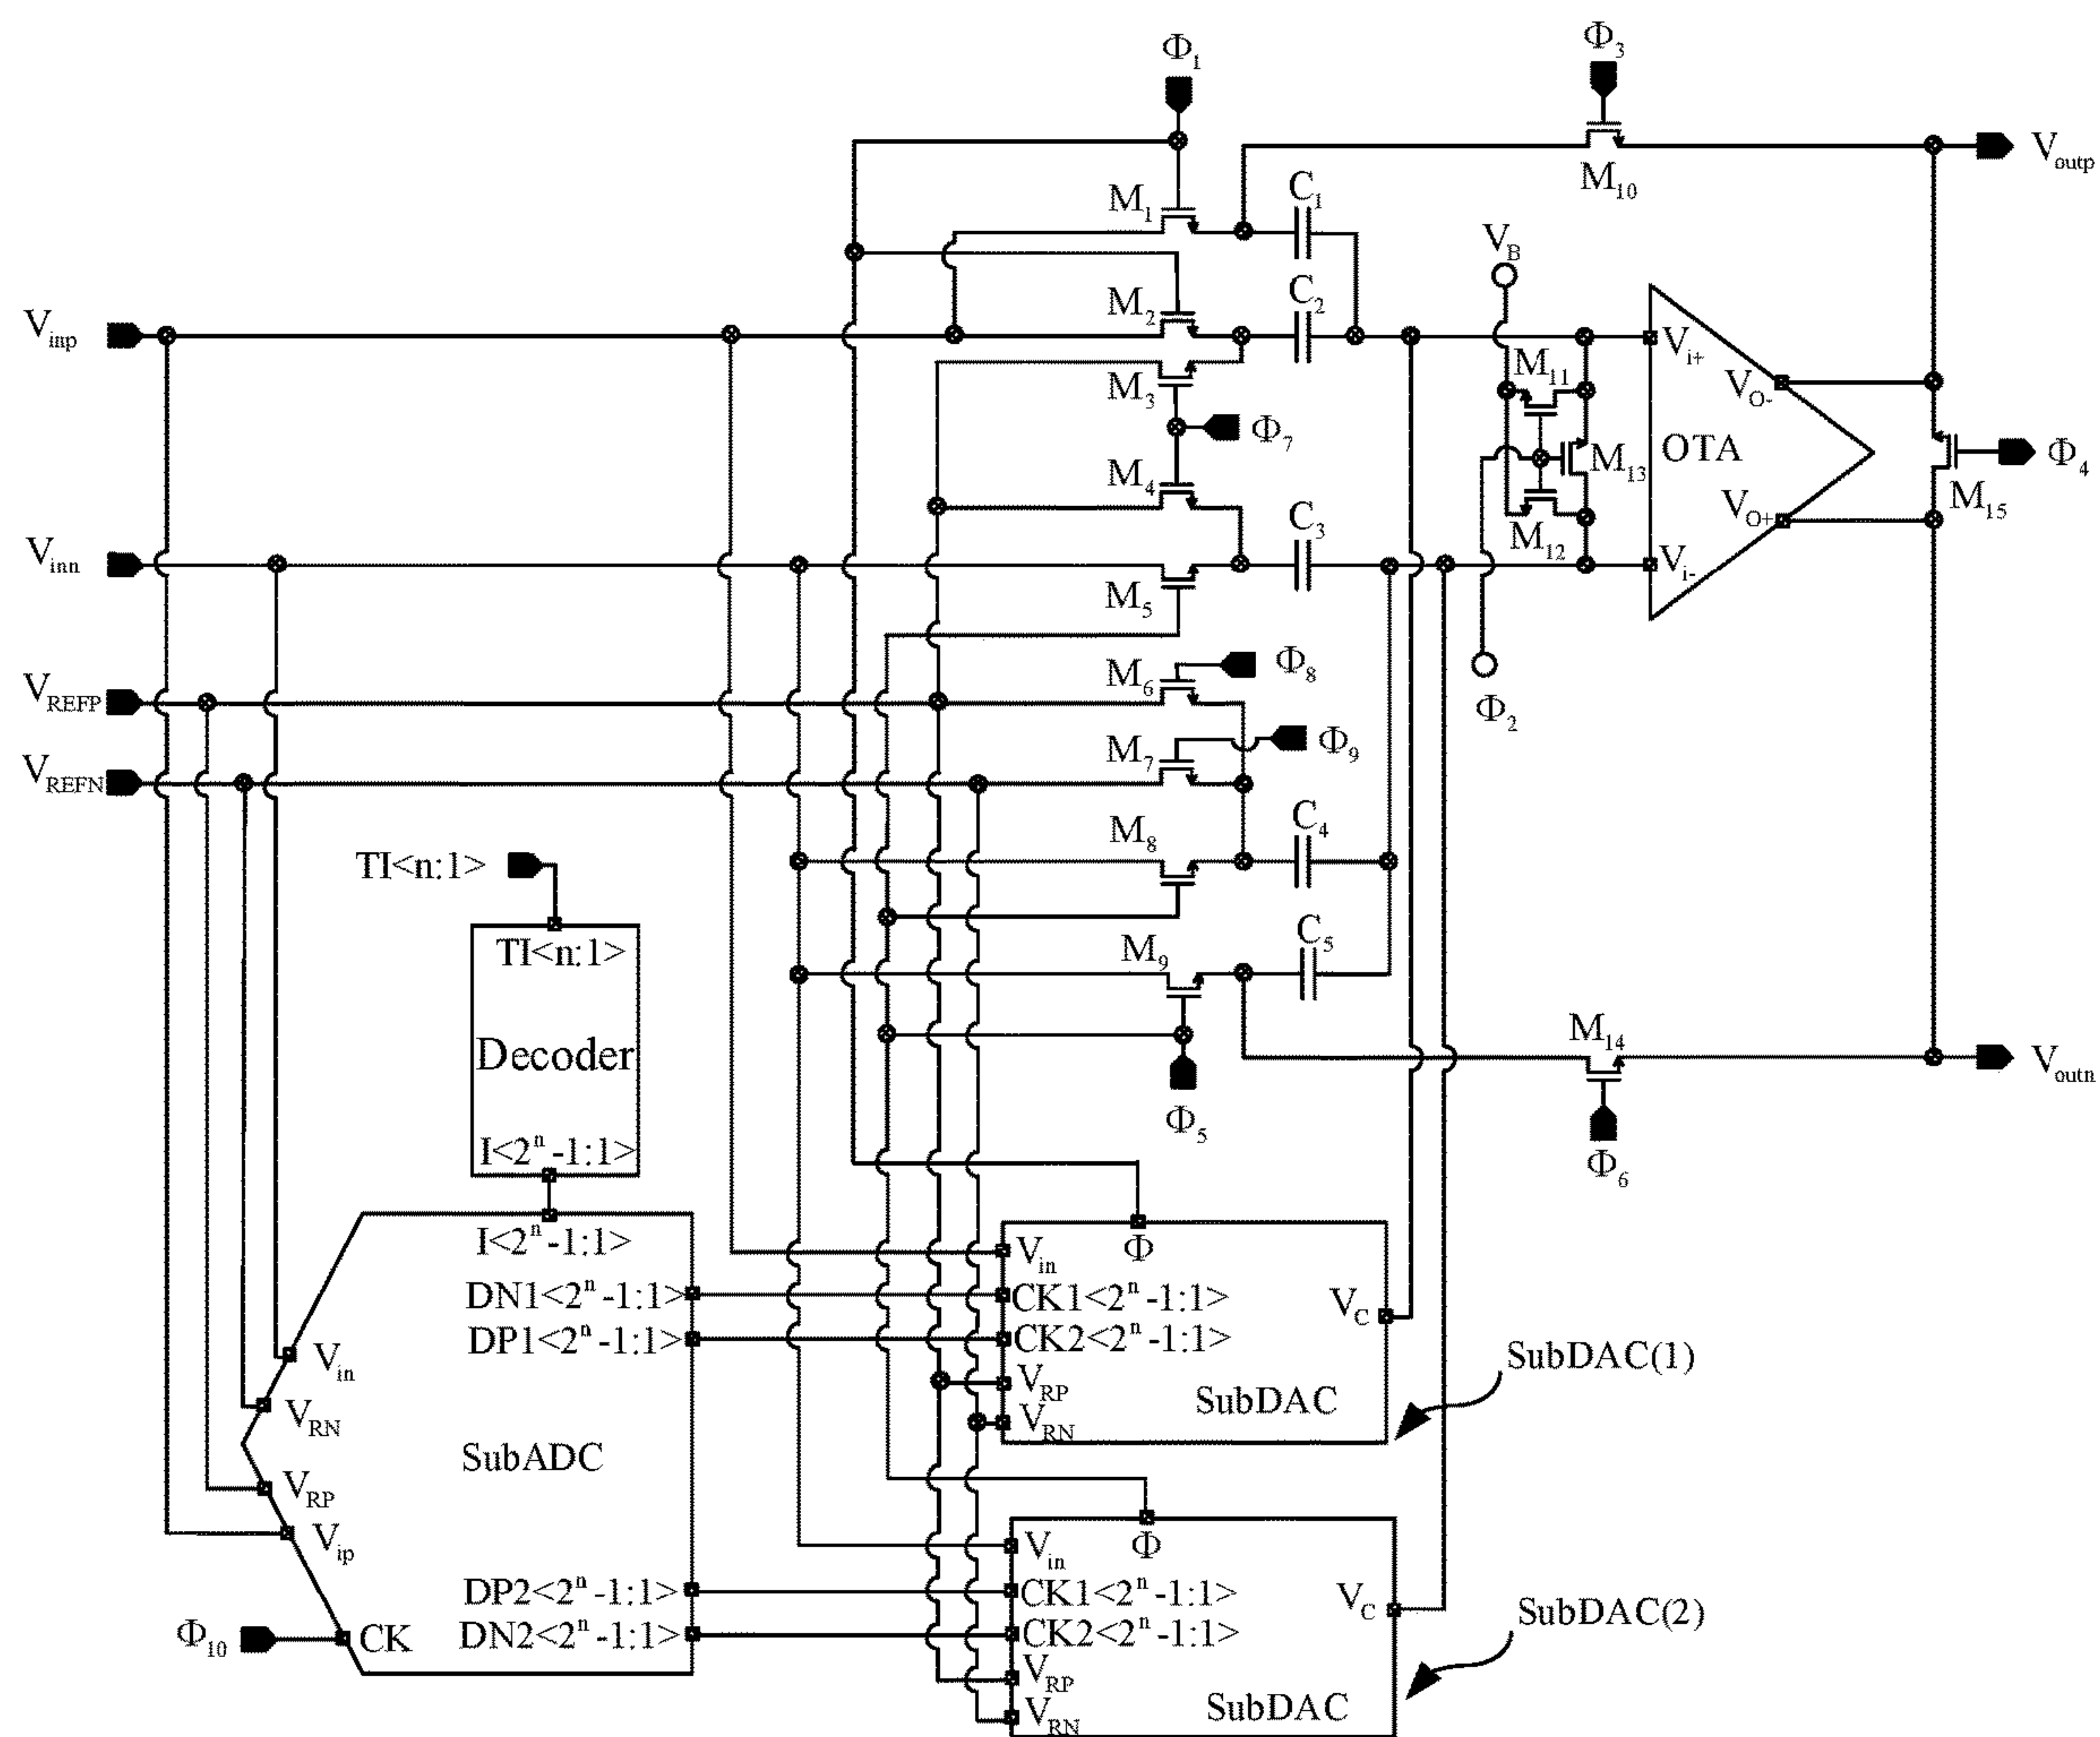 Φ1
Φ3
Voutp
M10
M1
C1
VB
M2
C2
Vinp
Vi+
M11
VO-
M3
Φ7
OTA
M13
Φ4
M4
M15
C3
VO+
M12
Vinn
Vi-
M5
M6
Φ8
VREFP
Φ2
M7
Φ9
VREFN
M8
C4
TI<n:1>
TI<n:1>
M9
C5
Decoder
M14
Voutn
Φ5
I<2ⁿ-1:1>
Φ6
I<2ⁿ-1:1>
Φ
Vin
DN1<2ⁿ-1:1>
CK1<2ⁿ-1:1>
VC
DP1<2ⁿ-1:1>
CK2<2ⁿ-1:1>
Vin
SubDAC(1)
VRP
SubDAC
VRN
VRN
SubADC
VRP
Vip
Φ
Vin
DP2<2ⁿ-1:1>
CK1<2ⁿ-1:1>
VC
SubDAC(2)
Φ10
CK
DN2<2ⁿ-1:1>
CK2<2ⁿ-1:1>
VRP
SubDAC
VRN